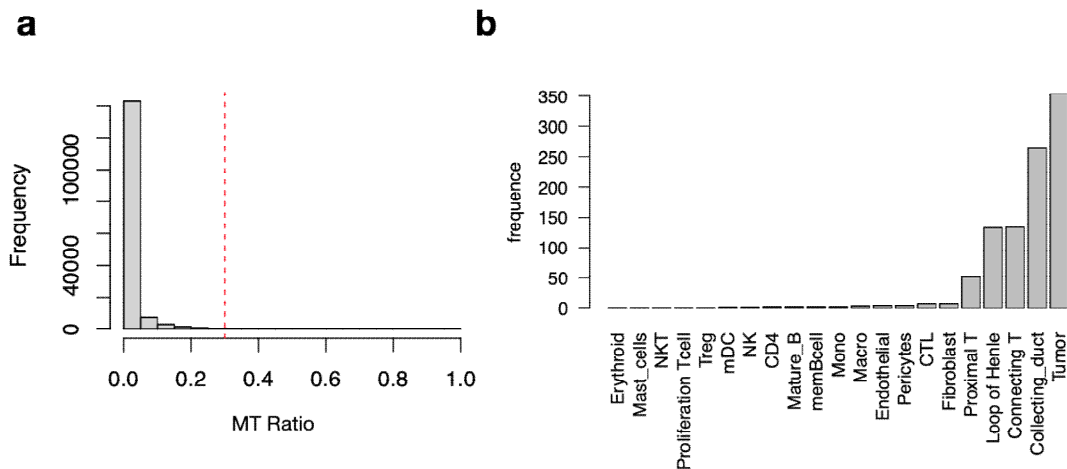 a
Frequency
0
40000
100000
0.0
0.2
0.4
0.6
0.8
1.0
MT Ratio
b
frequence
350
300
250
200
150
100
50
0
Erythroid
Mast_cells
NKT
Proliferation Tcell
Treg
mDC
NK
CD4
Mature_B
memBcell
Mono
Macro
Endothelial
Pericytes
CTL
Fibroblast
Proximal T
Loop of Henle
Connecting T
Collecting_duct
Tumor